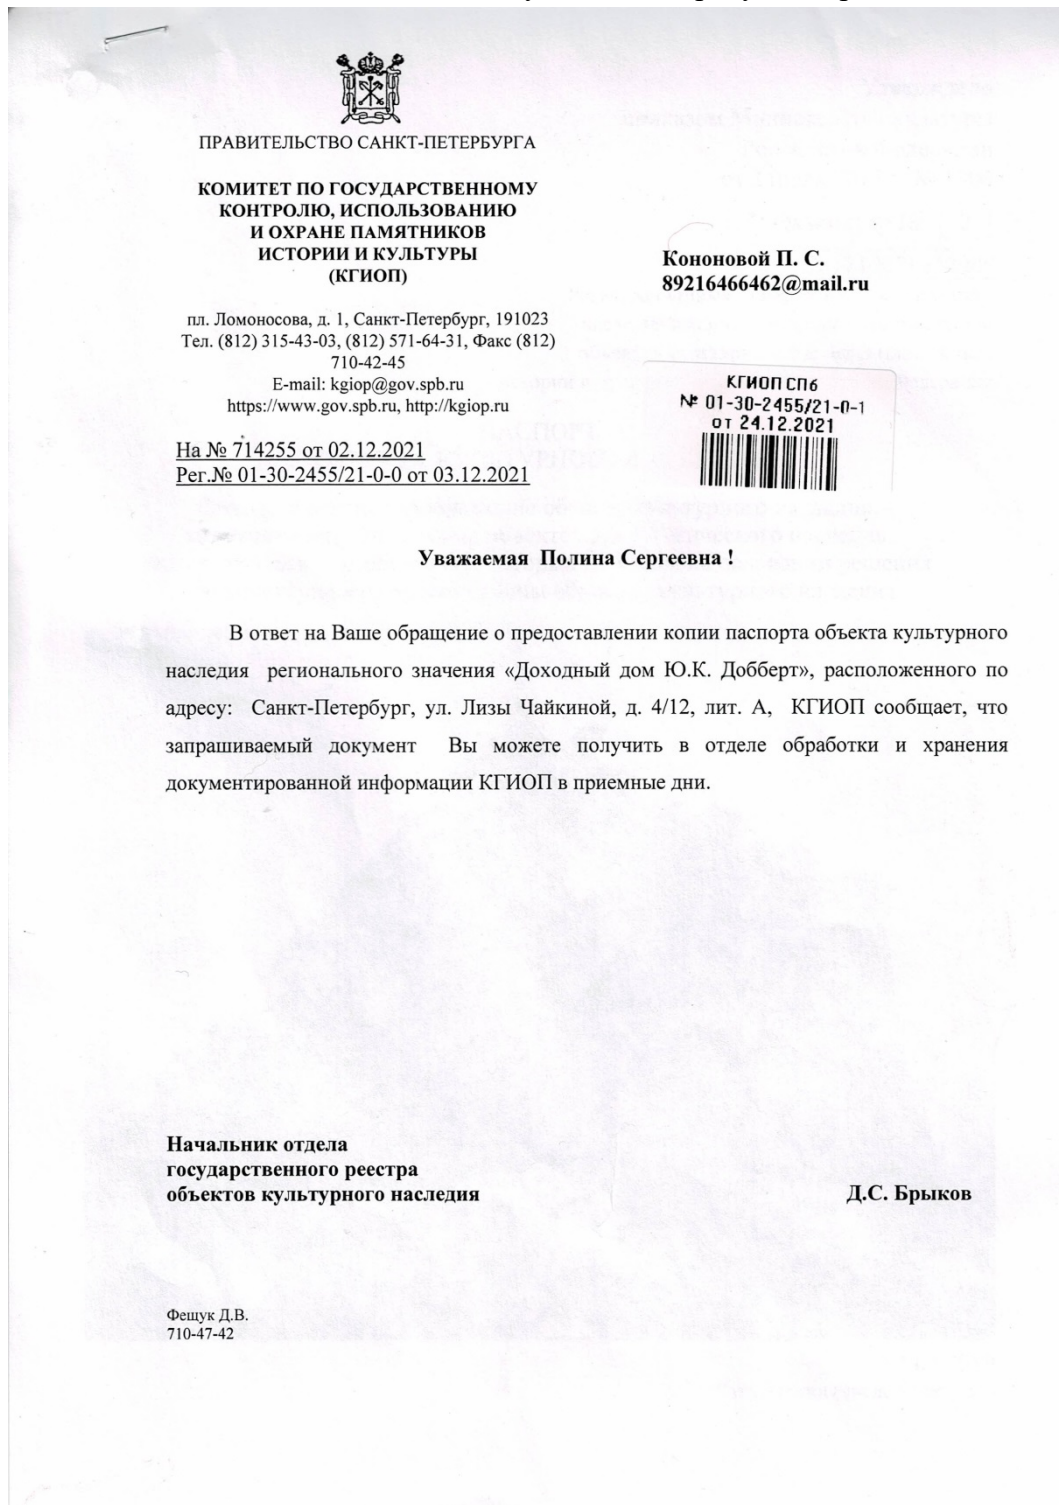 ПРАВИТЕЛЬСТВО САНКТ-ПЕТЕРБУРГА
КОМИТЕТ ПО ГОСУДАРСТВЕННОМУ
КОНТРОЛЮ, ИСПОЛЬЗОВАНИЮ
И ОХРАНЕ ПАМЯТНИКОВ
ИСТОРИИ И КУЛЬТУРЫ
(КГИОП)
пл. Ломоносова, д. 1, Санкт-Петербург, 191023
Тел. (812) 315-43-03, (812) 571-64-31, Факс (812)
710-42-45
E-mail: kgiop@gov.spb.ru
https://www.gov.spb.ru, http://kgiop.ru
На № 714255 от 02.12.2021
Рег.№ 01-30-2455/21-0-0 от 03.12.2021
Кононовой П. С.
89216466462@mail.ru
КГИОП СПб
№ 01-30-2455/21-0-1
от 24.12.2021
Уважаемая Полина Сергеевна !
В ответ на Ваше обращение о предоставлении копии паспорта объекта культурного
наследия регионального значения «Доходный дом Ю.К. Добберт», расположенного по
адресу: Санкт-Петербург, ул. Лизы Чайкиной, д. 4/12, лит. А, КГИОП сообщает, что
запрашиваемый документ Вы можете получить в отделе обработки и хранения
документированной информации КГИОП в приемные дни.
Начальник отдела
государственного реестра
объектов культурного наследия
Д.С. Брыков
Фещук Д.В.
710-47-42